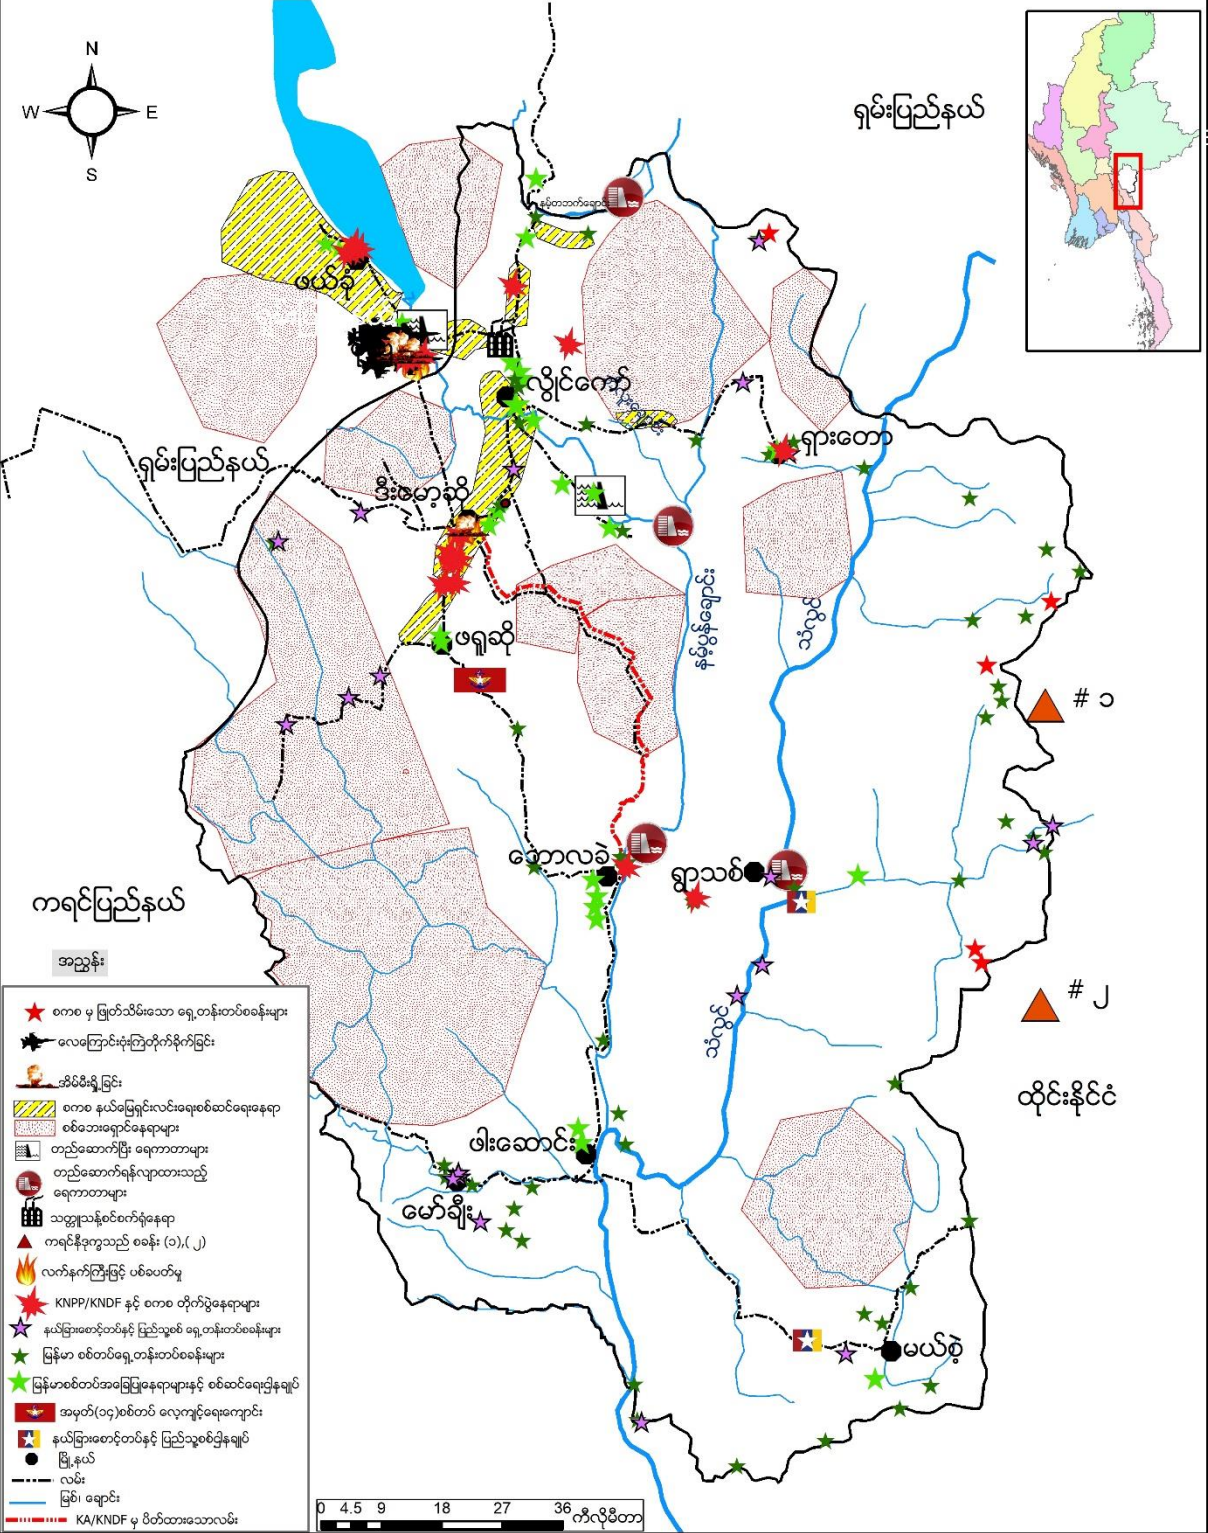 N
W
E
S
ရှမ်းပြည်နယ်
နမ့်တဘက်ချောင်း
ဖယ်ခုံ
လွိုင်ကော်
ရှားတော
ရှမ်းပြည်နယ်
ဒီးမော့ဆို
နမ့်ပွန်ချောင်း
သံလွင်
ဖရူဆို
# ၁
ဘောလခဲ
ရွာသစ်
ကရင်ပြည်နယ်
# ၂
သံလွင်
ထိုင်းနိုင်ငံ
ဖါးဆောင်း
မော်ချီး
မယ်စဲ့
အညွှန်း
စကစ မှ ဖြုတ်သိမ်းသော ရှေ့တန်းတပ်စခန်းများ
လေကြောင်းဗုံးကြဲတိုက်ခိုက်ခြင်း
အိမ်မီးရှို့ခြင်း
စကစ နယ်မြေရှင်းလင်းရေးစစ်ဆင်ရေးနေရာ
စစ်ဘေးရှောင်နေရာများ
တည်ဆောက်ပြီး ရေကာတာများ
တည်ဆောက်ရန်လျာထားသည့်
ရေကာတာများ
သတ္တုသန့်စင်စက်ရုံနေရာ
ကရင်နီဒုက္ခသည် စခန်း (၁),( ၂)
လက်နက်ကြီးဖြင့် ပစ်ခပတ်မှု
KNPP/KNDF နှင့် စကစ တိုက်ပွဲနေရာများ
နယ်ခြားစောင့်တပ်နှင့် ပြည်သူ့စစ် ရှေ့တန်းတပ်စခန်းများ
မြန်မာ စစ်တပ်ရှေ့တန်းတပ်စခန်းများ
မြန်မာစစ်တပ်အခြေပြုနေရာများနှင့် စစ်ဆင်ရေးဌါနချုပ်
အမှတ်(၁၄)စစ်တပ် လေ့ကျင့်ရေးကျောင်း
နယ်ခြားစောင့်တပ်နှင့် ပြည်သူ့စစ်ဌါနချုပ်
မြို့နယ်
လမ်း
မြစ်၊ ချောင်း
KA/KNDF မှ ပိတ်ထားသောလမ်း
0 4.5 9 18 27 36 ကီလိုမီတာ